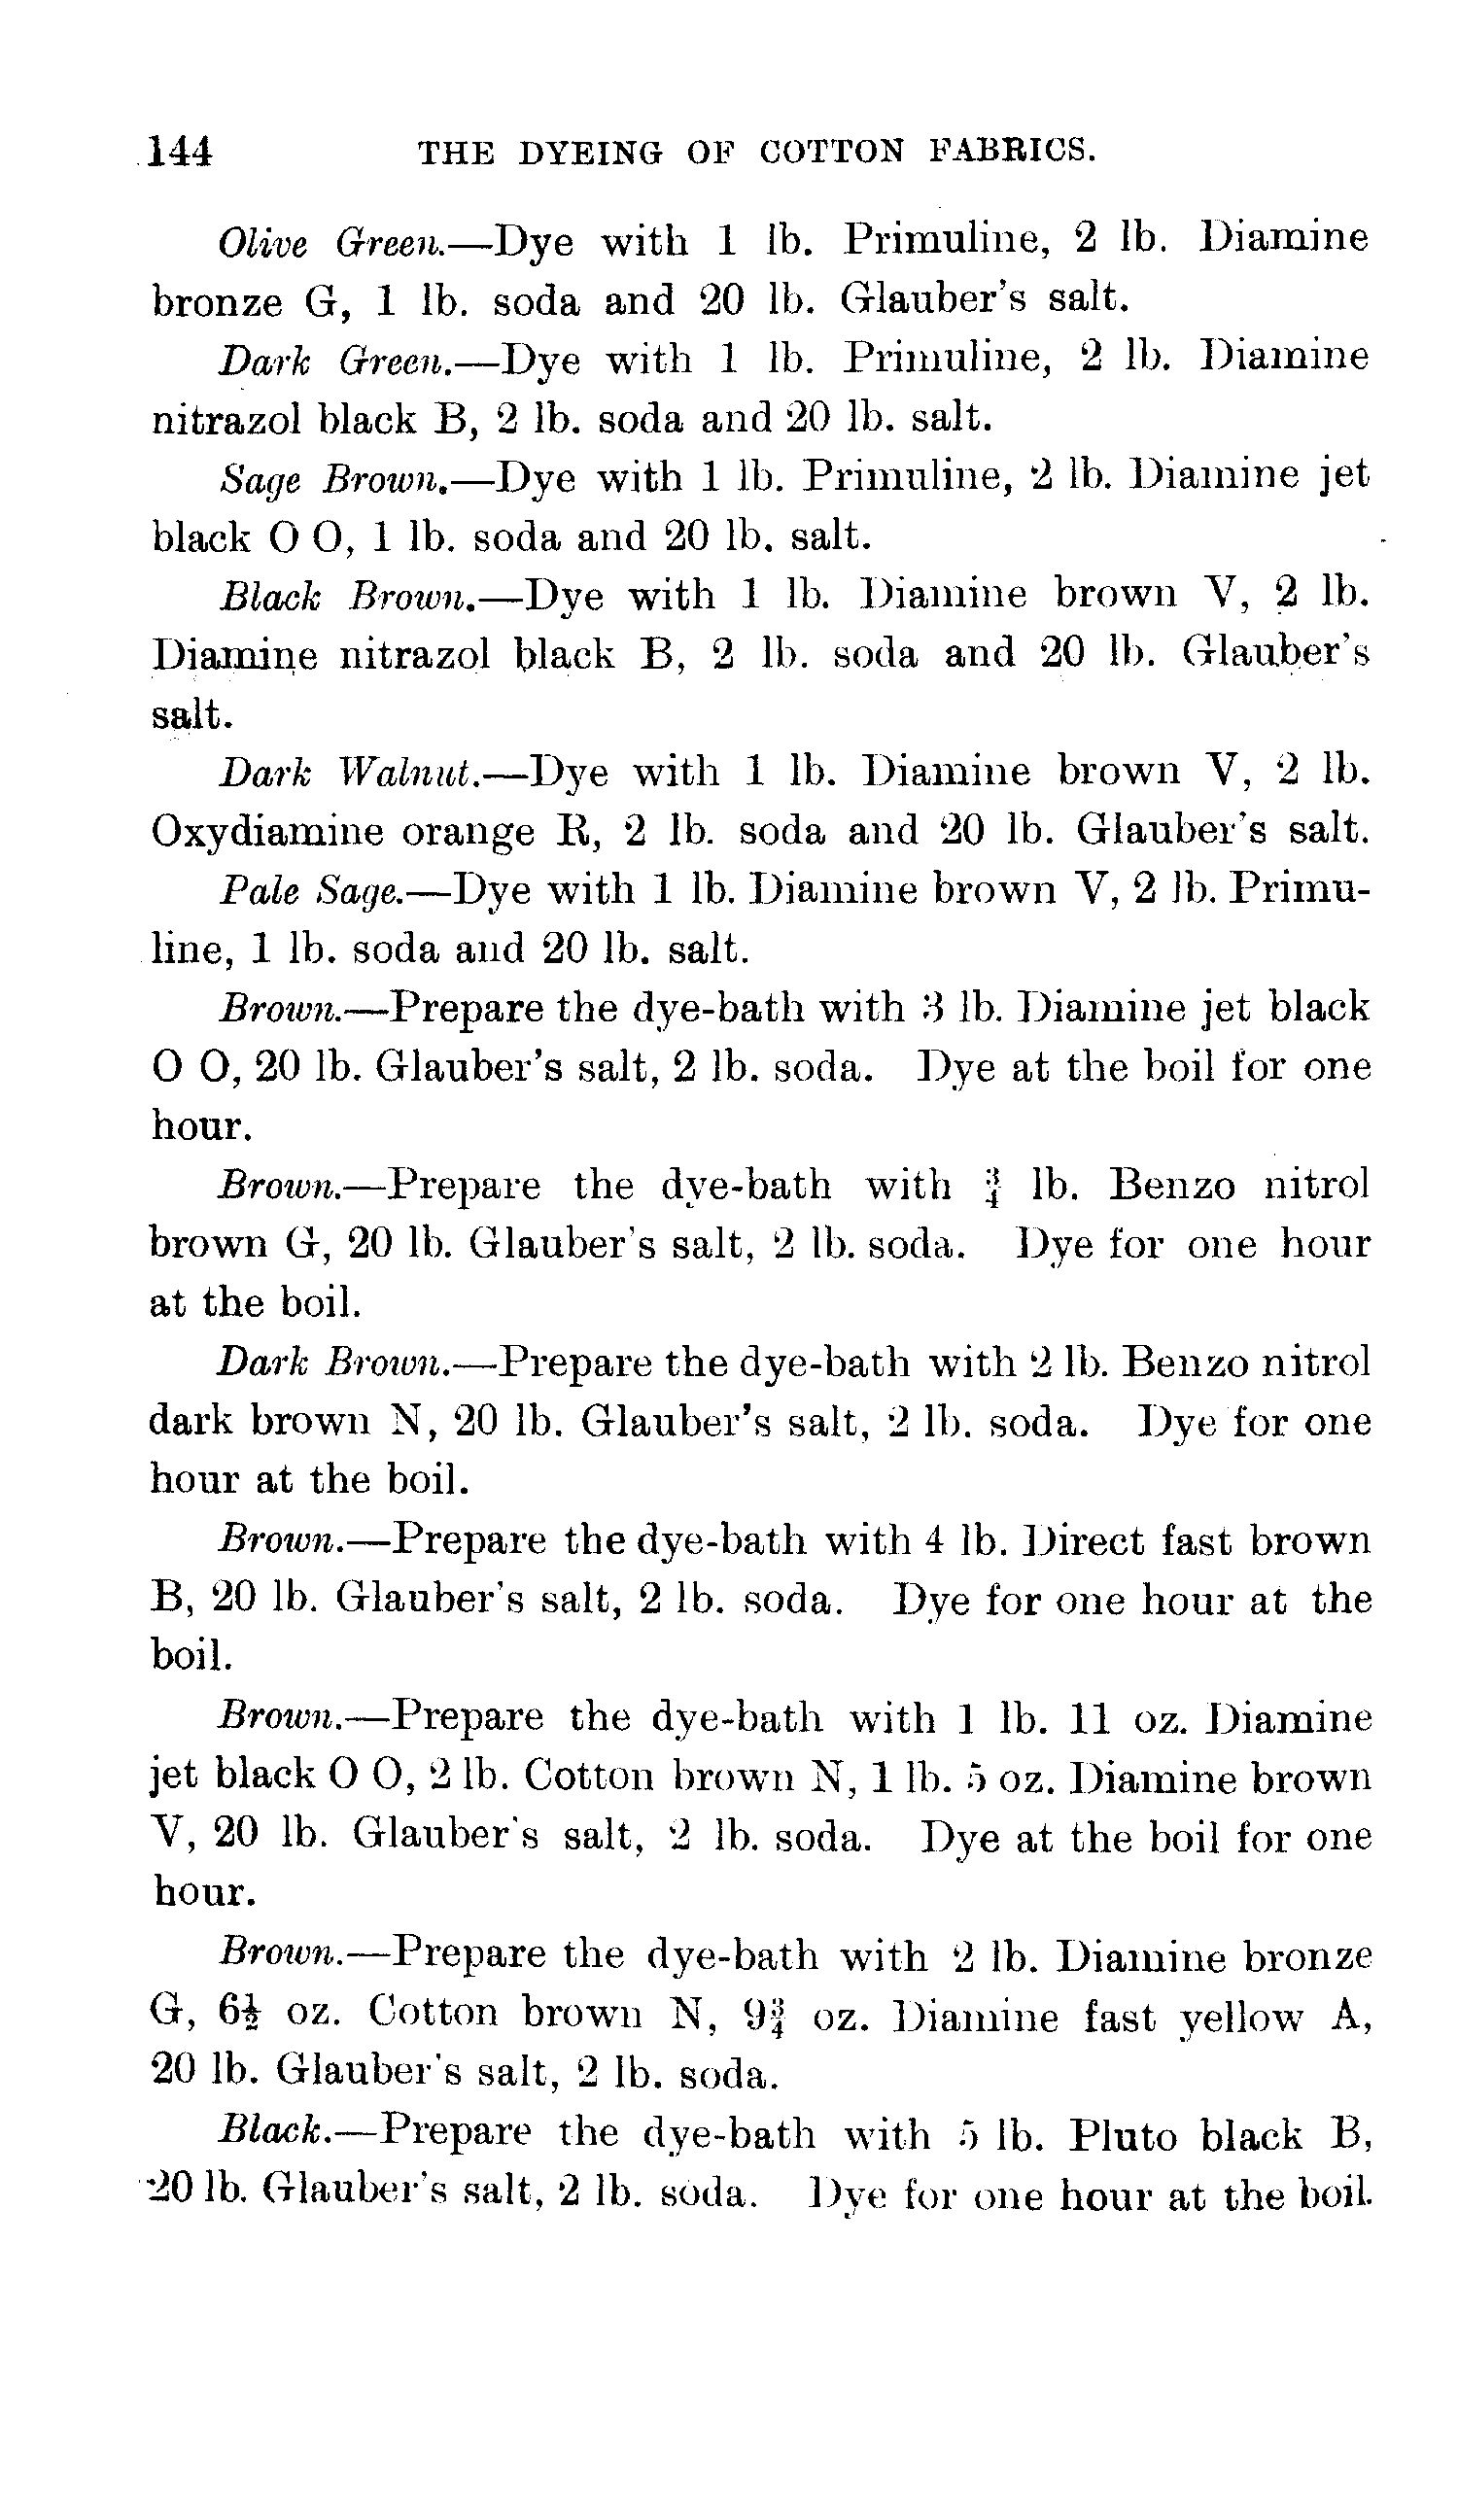 144 THE DYEING OF COTTON FABRICS.
Olive Green.—Dye with 1 lb. Primuline, 2 lb. Diamine
bronze G, 1 lb. soda and 20 lb. Glauber's salt.
Dark Green.—Dye with 1 lb. Primuline, 2 lb. Diamine
nitrazol black B, 2 lb. soda and 20 lb. salt.
Sage Brown.—Dye with 1 lb. Primuline, 2 lb. Diamine jet
black O O, 1 lb. soda and 20 lb. salt.
Black Brown.—Dye with 1 lb. Diamine brown V, 2 lb.
Diamine nitrazol black B, 2 lb. soda and 20 lb. Glauber's
salt.
Dark Walnut.—Dye with 1 lb. Diamine brown V, 2 lb.
Oxydiamine orange R, 2 lb. soda and 20 lb. Glauber's salt.
Pale Sage.—Dye with 1 lb. Diamine brown V, 2 lb. Primu-
line, 1 lb. soda and 20 lb. salt.
Brown.—Prepare the dye-bath with 3 lb. Diamine jet black
O O, 20 lb. Glauber's salt, 2 lb. soda. Dye at the boil for one
hour.
Brown.—Prepare the dye-bath with ¾ lb. Benzo nitrol
brown G, 20 lb. Glauber's salt, 2 lb. soda. Dye for one hour
at the boil.
Dark Brown.—Prepare the dye-bath with 2 lb. Benzo nitrol
dark brown N, 20 lb. Glauber's salt, 2 lb. soda. Dye for one
hour at the boil.
Brown.—Prepare the dye-bath with 4 lb. Direct fast brown
B, 20 lb. Glauber's salt, 2 lb. soda. Dye for one hour at the
boil.
Brown.—Prepare the dye-bath with 1 lb. 11 oz. Diamine
jet black O O, 2 lb. Cotton brown N, 1 lb. 5 oz. Diamine brown
V, 20 lb. Glauber's salt, 2 lb. soda. Dye at the boil for one
hour.
Brown.—Prepare the dye-bath with 2 lb. Diamine bronze
G, 6½ oz. Cotton brown N, 9¾ oz. Diamine fast yellow A,
20 lb. Glauber's salt, 2 lb. soda.
Black.—Prepare the dye-bath with 5 lb. Pluto black B,
20 lb. Glauber's salt, 2 lb. soda. Dye for one hour at the boil.